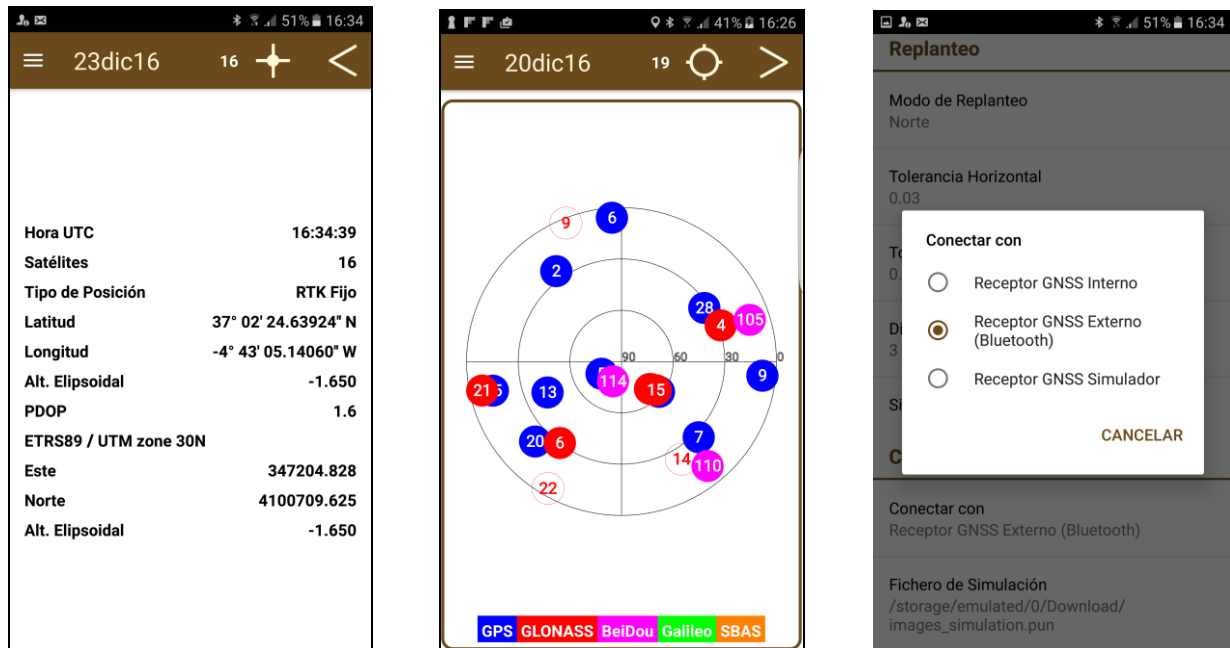 51% 16:34
23dic16 16
Hora UTC 16:34:39
Satélites 16
Tipo de Posición RTK Fijo
Latitud 37° 02' 24.63924" N
Longitud -4° 43' 05.14060" W
Alt. Elipsoidal -1.650
PDOP 1.6
ETRS89 / UTM zone 30N
Este 347204.828
Norte 4100709.625
Alt. Elipsoidal -1.650
41% 16:26
20dic16 19
9 6
2
28
4 105
90 60 30 0
114 9
21 13 15
20 6 7
14 110
22
GPS GLONASS BeiDou Galileo SBAS
51% 16:34
Replanteo
Modo de Replanteo
Norte
Tolerancia Horizontal
0.03
Conectar con
Receptor GNSS Interno
Receptor GNSS Externo
(Bluetooth)
Receptor GNSS Simulador
CANCELAR
Conectar con
Receptor GNSS Externo (Bluetooth)
Fichero de Simulación
/storage/emulated/0/Download/
images_simulation.pun